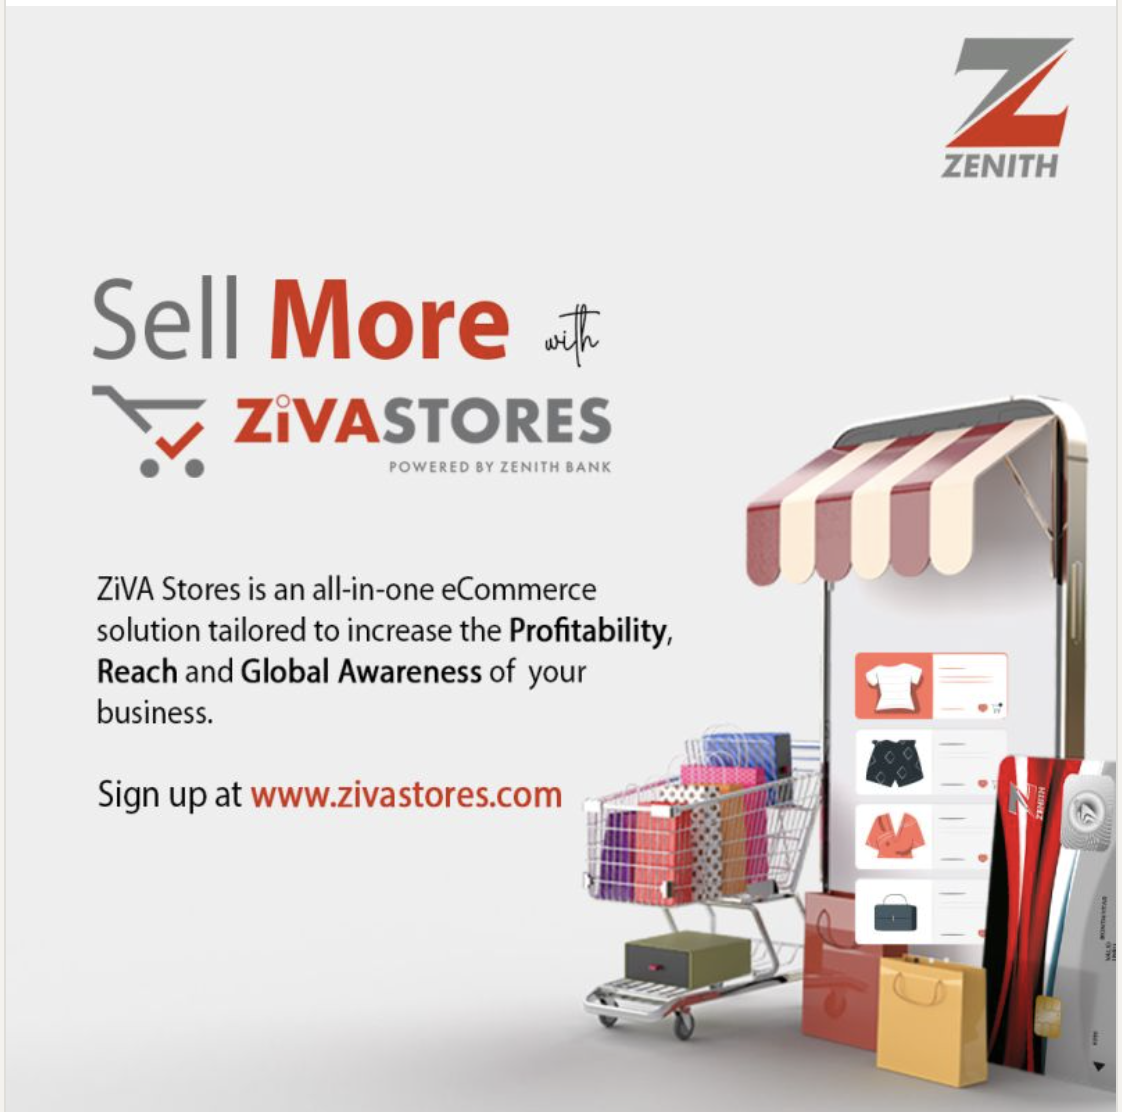 ZENITH
Sell More with
ZiVASTORES
POWERED BY ZENITH BANK
ZiVA Stores is an all-in-one eCommerce
solution tailored to increase the Profitability,
Reach and Global Awareness of your
business.
Sign up at www.zivastores.com
ZENITH